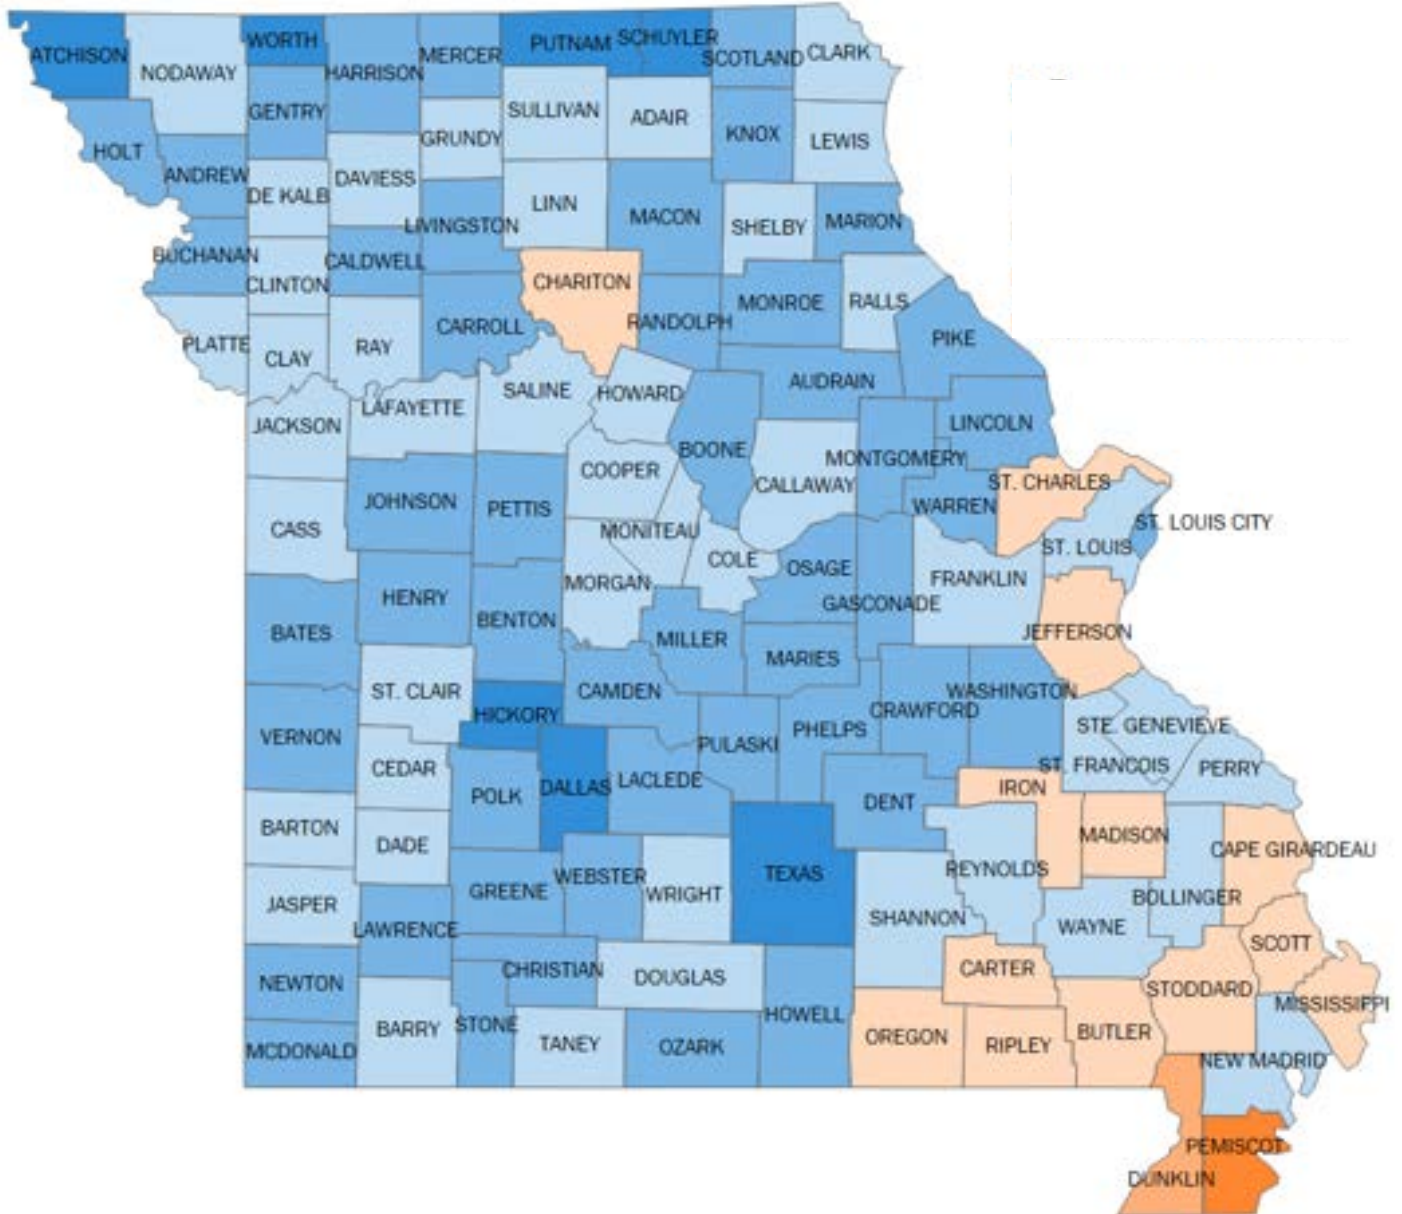 ATCHISON
NODAWAY
WORTH
HARRISON
MERCER
PUTNAM
SCHUYLER
SCOTLAND
CLARK
GENTRY
SULLIVAN
ADAIR
KNOX
LEWIS
HOLT
ANDREW
DE KALB
DAVIESS
GRUNDY
LINN
MACON
SHELBY
MARION
LIVINGSTON
BUCHANAN
CLINTON
CALDWELL
CHARITON
RANDOLPH
MONROE
RALLS
PIKE
PLATTE
CLAY
RAY
CARROLL
AUDRAIN
JACKSON
LAFAYETTE
SALINE
HOWARD
BOONE
LINCOLN
MONTGOMERY
COOPER
CALLAWAY
WARREN
ST. CHARLES
CASS
JOHNSON
PETTIS
MONITEAU
ST. LOUIS CITY
ST. LOUIS
MORGAN
COLE
OSAGE
FRANKLIN
GASCONADE
HENRY
BENTON
BATES
MILLER
MARIES
JEFFERSON
ST. CLAIR
CAMDEN
CRAWFORD
WASHINGTON
HICKORY
VERNON
PULASKI
PHELPS
STE. GENEVIEVE
CEDAR
POLK
DALLAS
LACLEDE
DENT
IRON
ST. FRANCOIS
PERRY
BARTON
DADE
MADISON
CAPE GIRARDEAU
JASPER
GREENE
WEBSTER
WRIGHT
TEXAS
REYNOLDS
BOLLINGER
LAWRENCE
SHANNON
WAYNE
SCOTT
NEWTON
CHRISTIAN
DOUGLAS
CARTER
STODDARD
MISSISSIPPI
BARRY
STONE
TANEY
OZARK
HOWELL
OREGON
RIPLEY
BUTLER
MCDONALD
NEW MADRID
PEMISCOT
DUNKLIN